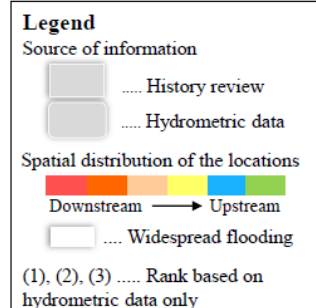 Legend
Source of information
..... History review
..... Hydrometric data
Spatial distribution of the locations
Downstream ⟶ Upstream
.... Widespread flooding
(1), (2), (3) ..... Rank based on
hydrometric data only